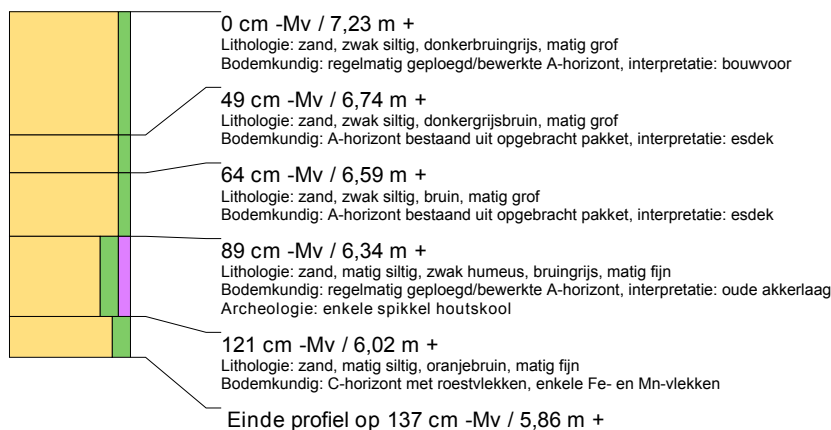 0 cm -Mv / 7,23 m +
Lithologie: zand, zwak siltig, donkerbruingrijs, matig grof
Bodemkundig: regelmatig geploegd/bewerkte A-horizont, interpretatie: bouwvoor
49 cm -Mv / 6,74 m +
Lithologie: zand, zwak siltig, donkergrijsbruin, matig grof
Bodemkundig: A-horizont bestaand uit opgebracht pakket, interpretatie: esdek
64 cm -Mv / 6,59 m +
Lithologie: zand, zwak siltig, bruin, matig grof
Bodemkundig: A-horizont bestaand uit opgebracht pakket, interpretatie: esdek
89 cm -Mv / 6,34 m +
Lithologie: zand, matig siltig, zwak humeus, bruingrijs, matig fijn
Bodemkundig: regelmatig geploegd/bewerkte A-horizont, interpretatie: oude akkerlaag
Archeologie: enkele spikkel houtskool
121 cm -Mv / 6,02 m +
Lithologie: zand, matig siltig, oranjebruin, matig fijn
Bodemkundig: C-horizont met roestvlekken, enkele Fe- en Mn-vlekken
Einde profiel op 137 cm -Mv / 5,86 m +